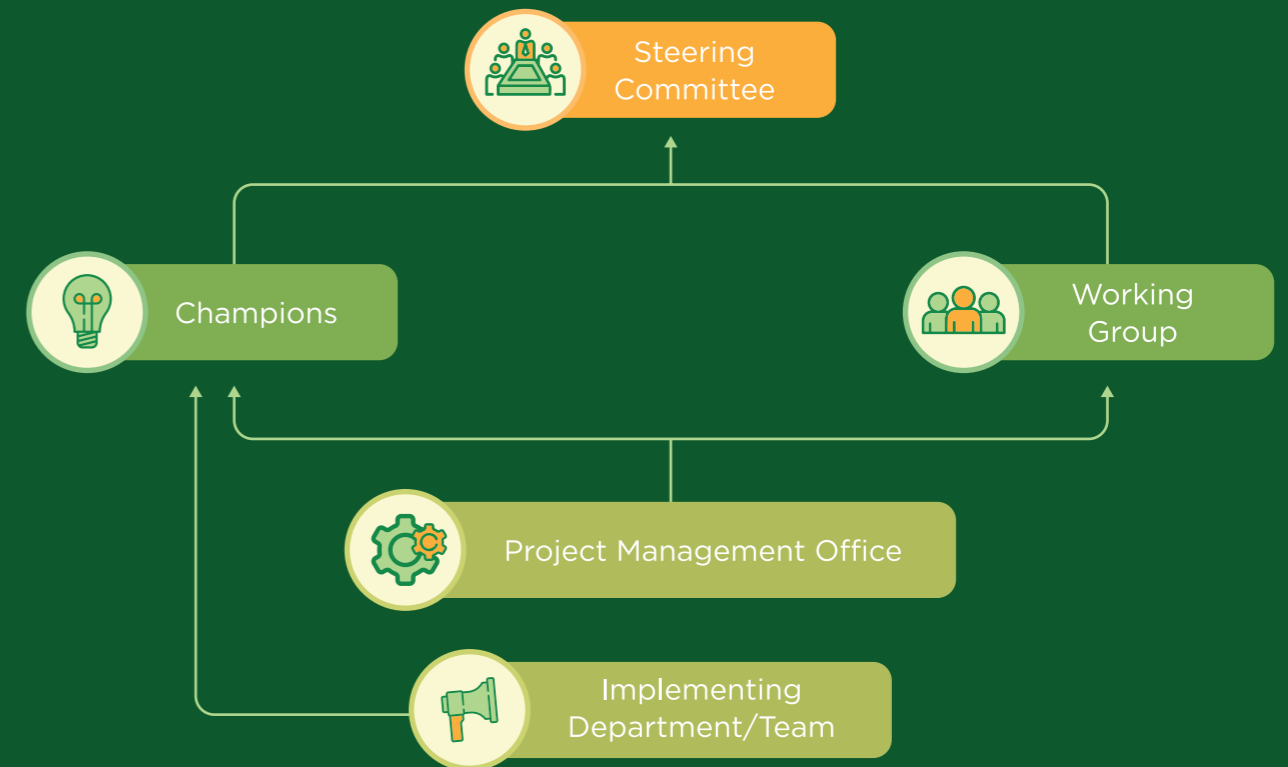 Steering
Committee
Champions
Working
Group
Project Management Office
Implementing
Department/Team